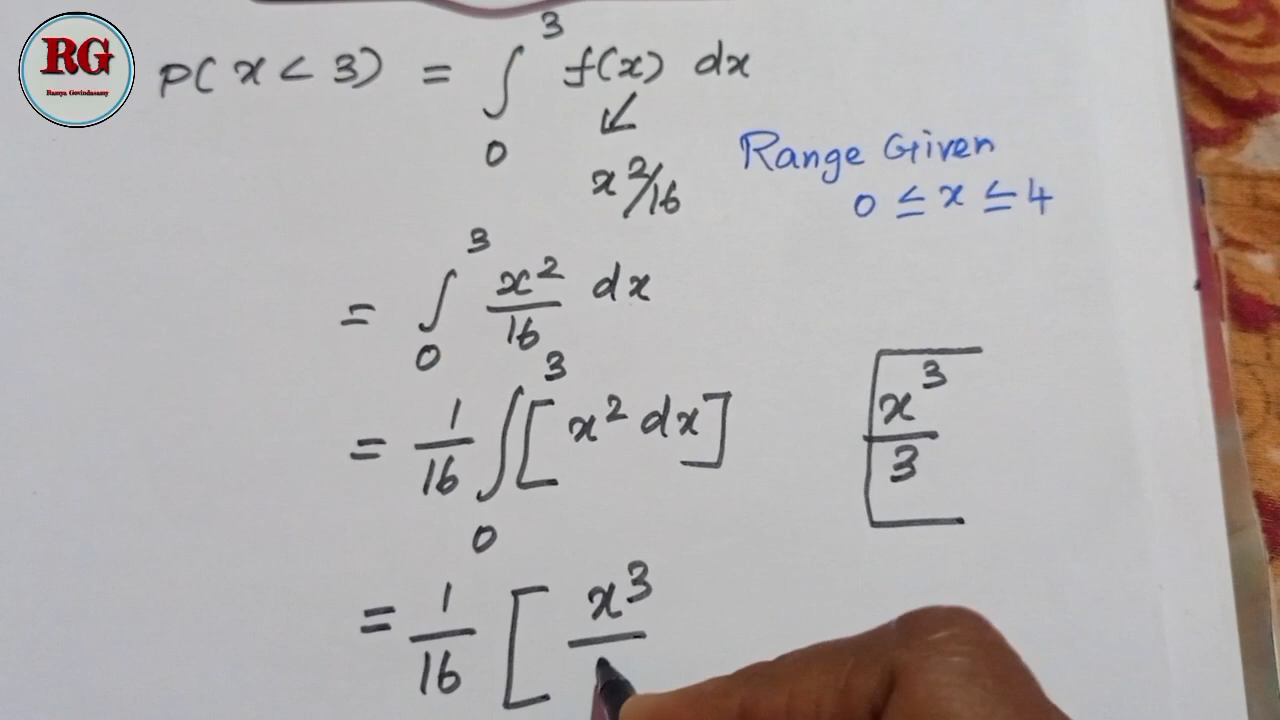 RG
Ramya Govindasamy
P(x < 3) = ∫₀³ f(x) dx
↙
x²/16
Range Given
0 ≤ x ≤ 4
= ∫₀³ x²/16 dx
= 1/16 ∫₀³ [x² dx]
x³/3
= 1/16 [ x³